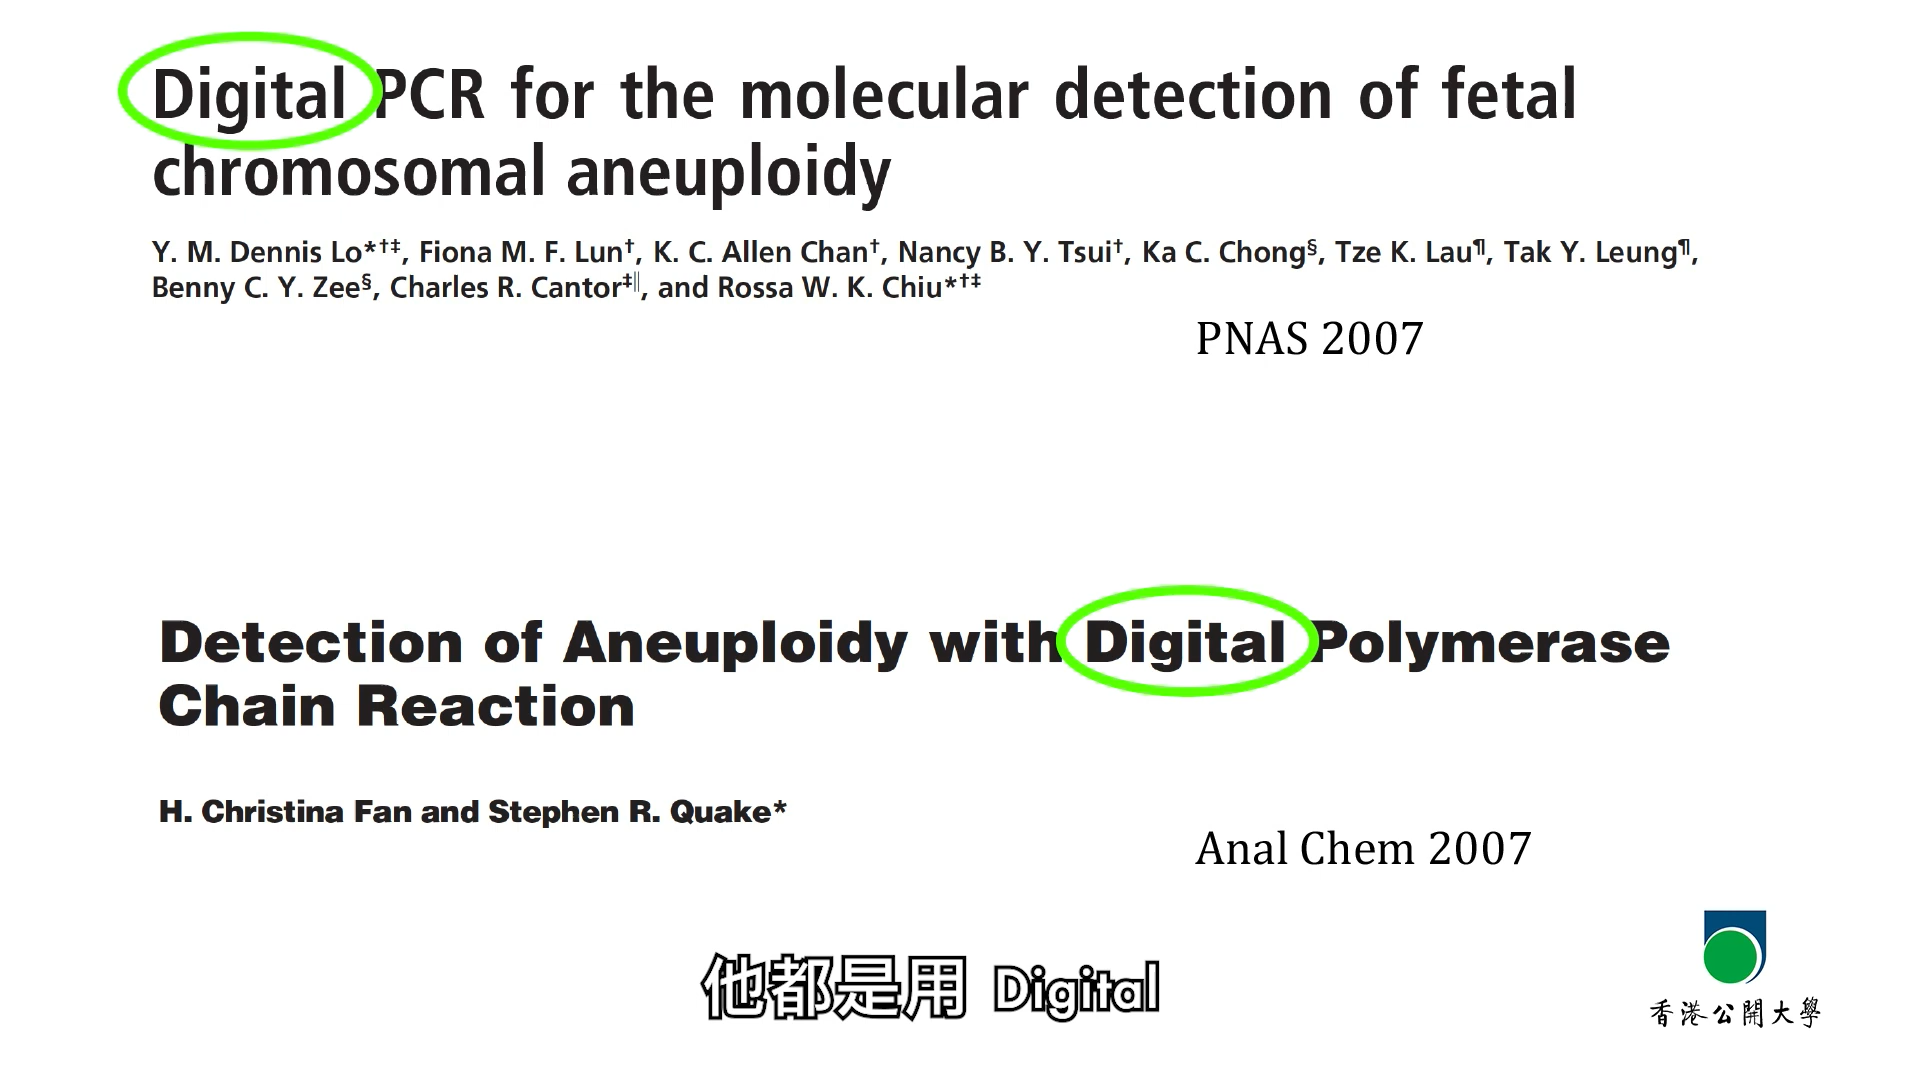 Digital PCR for the molecular detection of fetal
chromosomal aneuploidy
Y. M. Dennis Lo*†‡, Fiona M. F. Lun†, K. C. Allen Chan†, Nancy B. Y. Tsui†, Ka C. Chong§, Tze K. Lau¶, Tak Y. Leung¶,
Benny C. Y. Zee§, Charles R. Cantor‡‖, and Rossa W. K. Chiu*†‡
PNAS 2007
Detection of Aneuploidy with Digital Polymerase
Chain Reaction
H. Christina Fan and Stephen R. Quake*
Anal Chem 2007
他都是用 Digital
香港公開大學